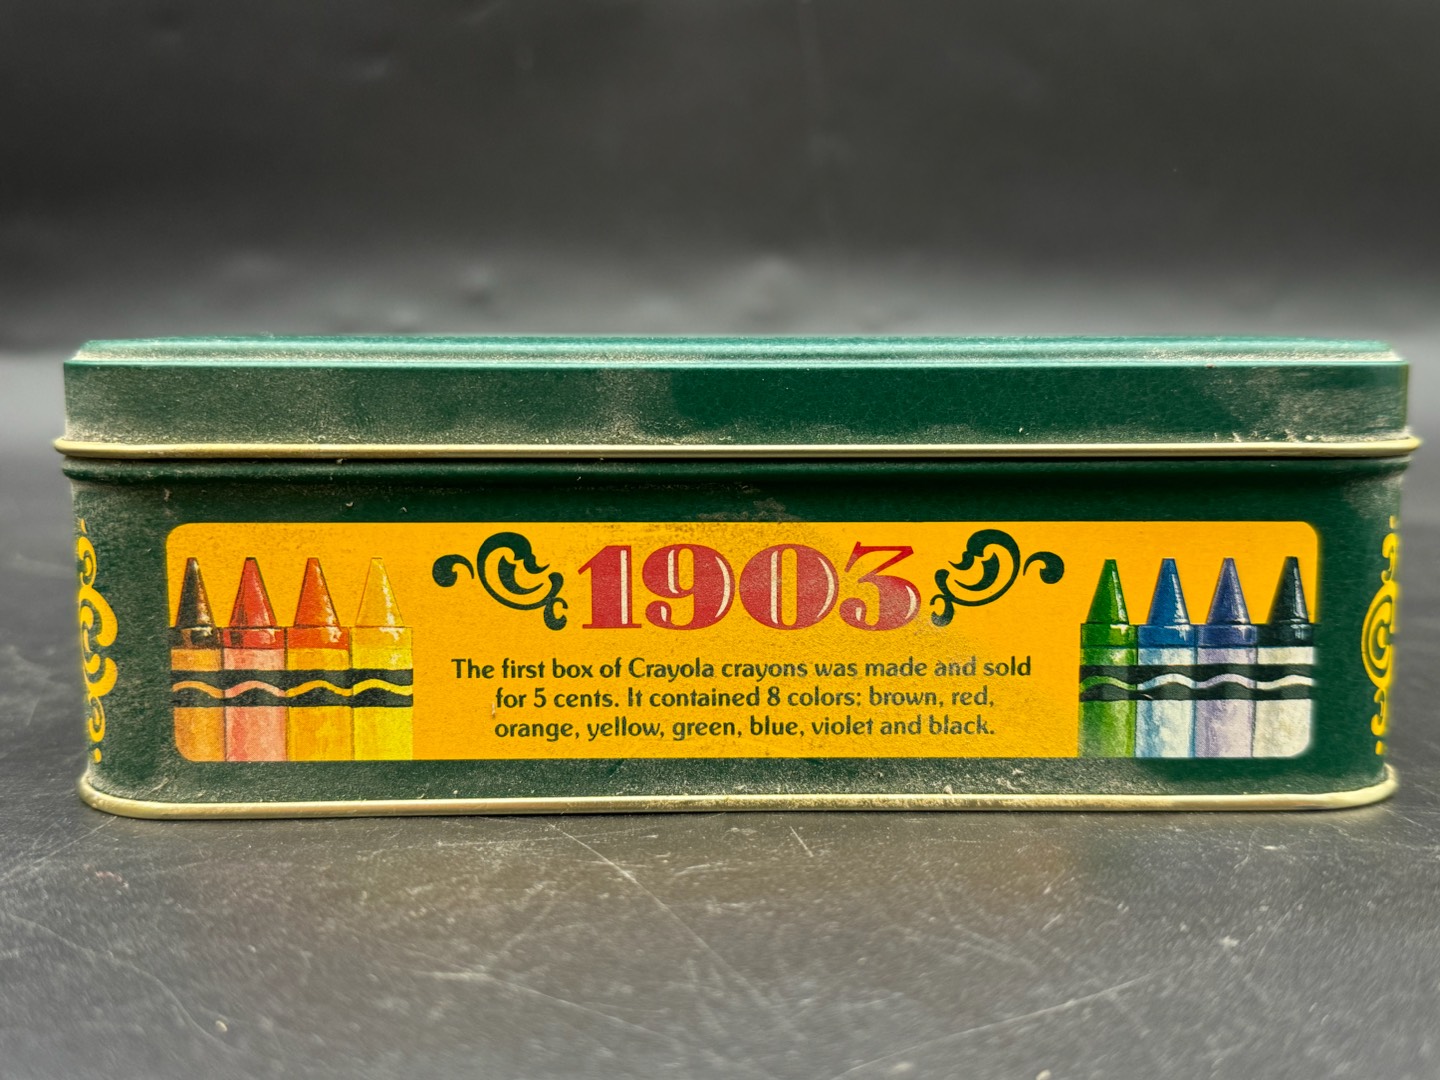 1903
The first box of Crayola crayons was made and sold
for 5 cents. It contained 8 colors: brown, red,
orange, yellow, green, blue, violet and black.